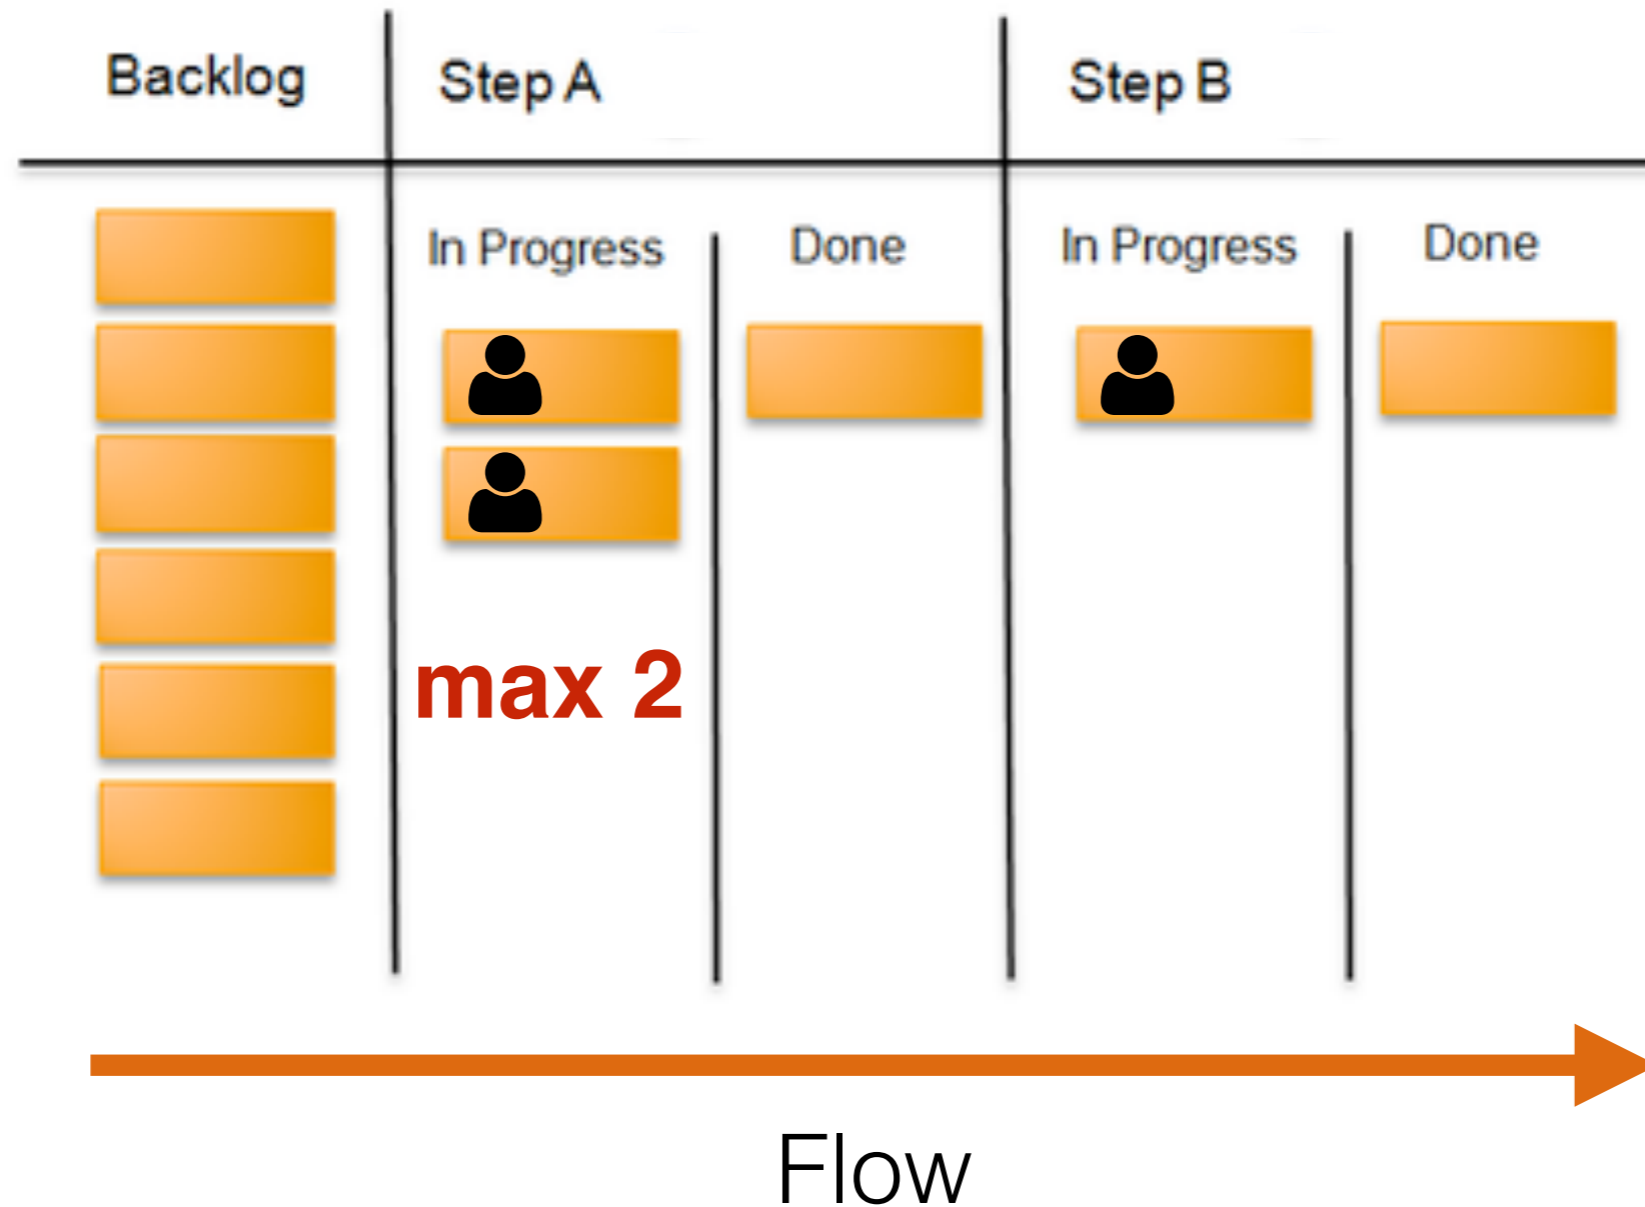 Backlog
Step A
Step B
In Progress
Done
In Progress
Done
max 2
Flow